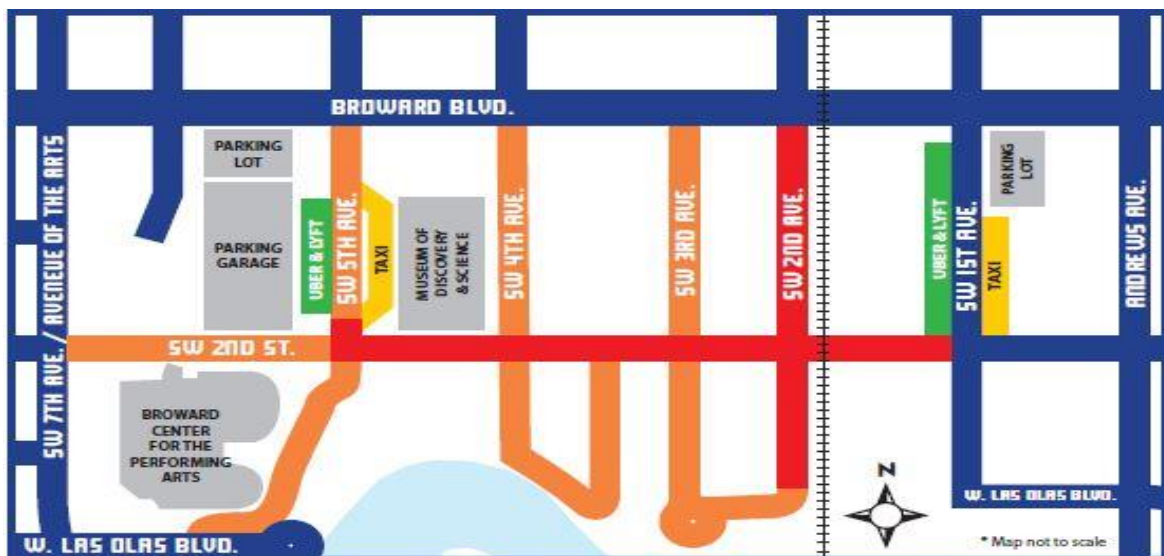 BROWARD BLVD.
PARKING
LOT
PARKING
GARAGE
UBER & LYFT
SW 5TH AVE.
TAXI
MUSEUM OF
DISCOVERY
& SCIENCE
SW 4TH AVE.
SW 3RD AVE.
SW 2ND AVE.
UBER & LYFT
SW 1ST AVE.
PARKING
LOT
TAXI
ANDREWS AVE.
SW 7TH AVE. / AVENEUE OF THE ARTS
SW 2ND ST.
BROWARD
CENTER
FOR THE
PERFORMING
ARTS
N
W. LAS OLAS BLVD.
W. LAS OLAS BLVD.
* Map not to scale